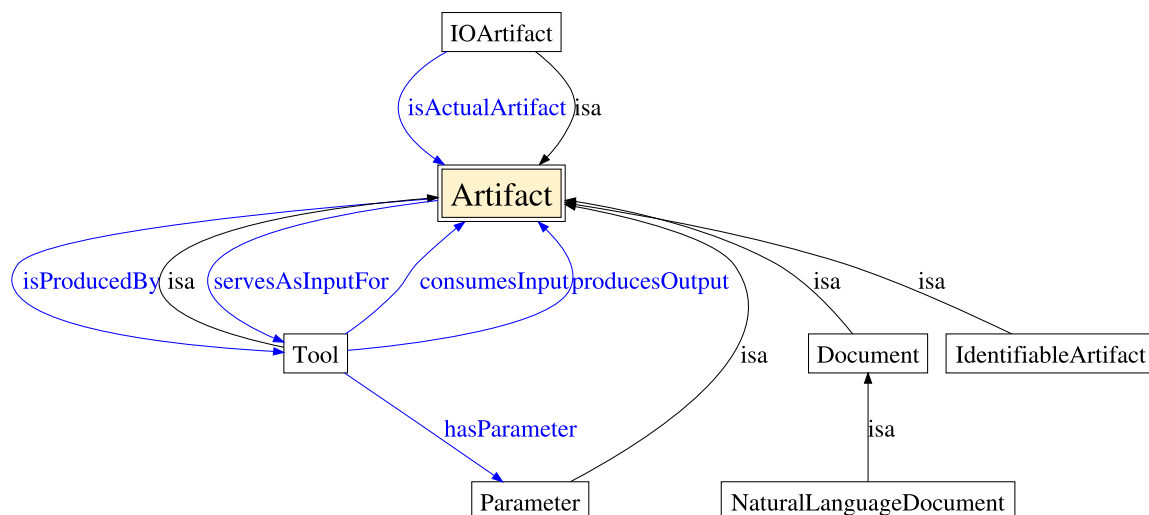 IOArtifact
isActualArtifact
isa
Artifact
isProducedBy
isa
servesAsInputFor
consumesInput
producesOutput
isa
isa
Tool
Document
IdentifiableArtifact
isa
hasParameter
isa
Parameter
NaturalLanguageDocument